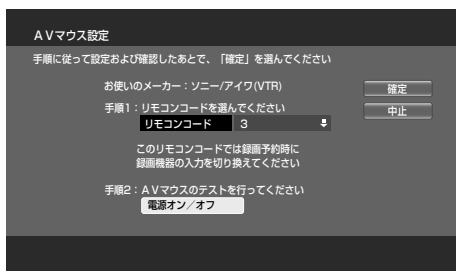 AVマウス設定
手順に従って設定および確認したあとで、「確定」を選んでください
お使いのメーカー：ソニー/アイワ(VTR)
確定
手順1：リモコンコードを選んでください
中止
リモコンコード 3
このリモコンコードでは録画予約時に
録画機器の入力を切り換えてください
手順2：AVマウスのテストを行ってください
電源オン／オフ